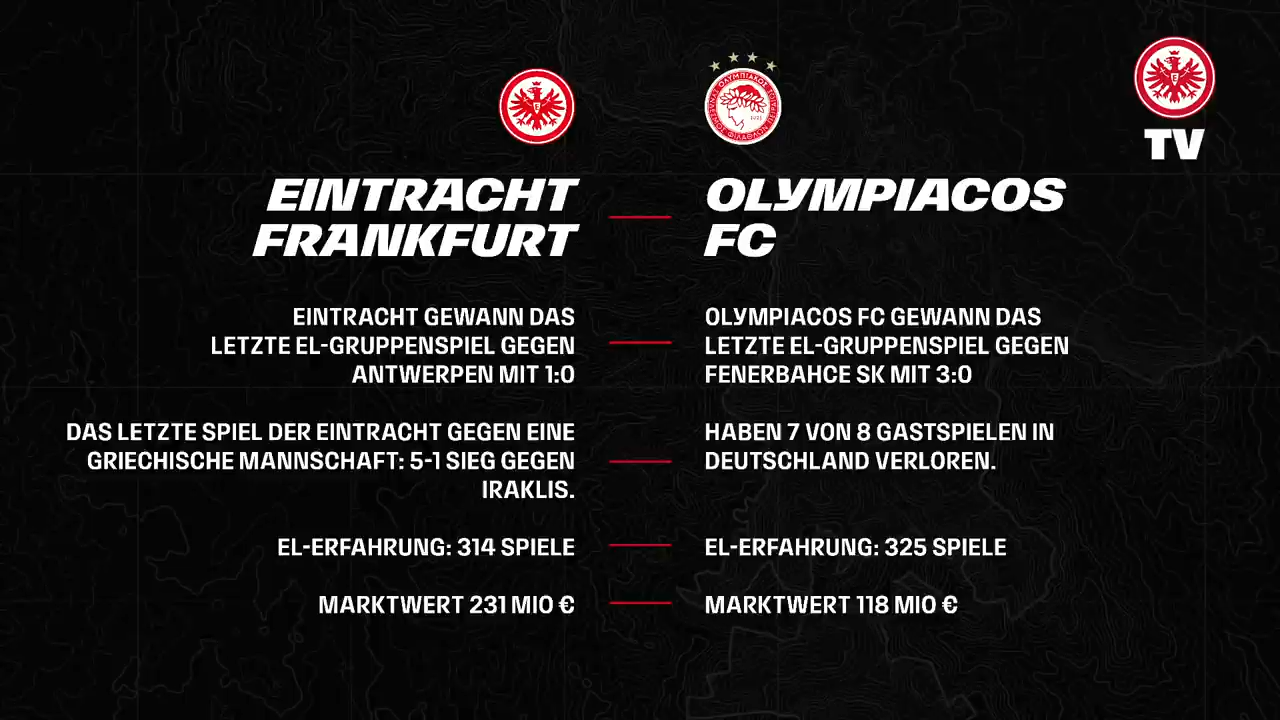 TV
EINTRACHT
FRANKFURT
OLYMPIACOS
FC
EINTRACHT GEWANN DAS
LETZTE EL-GRUPPENSPIEL GEGEN
ANTWERPEN MIT 1:0
OLYMPIACOS FC GEWANN DAS
LETZTE EL-GRUPPENSPIEL GEGEN
FENERBAHCE SK MIT 3:0
DAS LETZTE SPIEL DER EINTRACHT GEGEN EINE
GRIECHISCHE MANNSCHAFT: 5-1 SIEG GEGEN
IRAKLIS.
HABEN 7 VON 8 GASTSPIELEN IN
DEUTSCHLAND VERLOREN.
EL-ERFAHRUNG: 314 SPIELE
EL-ERFAHRUNG: 325 SPIELE
MARKTWERT 231 MIO €
MARKTWERT 118 MIO €